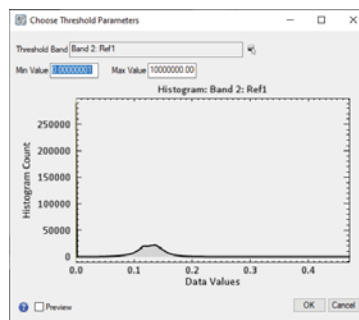 Choose Threshold Parameters
Threshold Band Band 2: Ref1
Min Value 0.00000001 Max Value 10000000.00
Histogram: Band 2: Ref1
Histogram Count
250000
200000
150000
100000
50000
0
0.0 0.1 0.2 0.3 0.4
Data Values
Preview OK Cancel